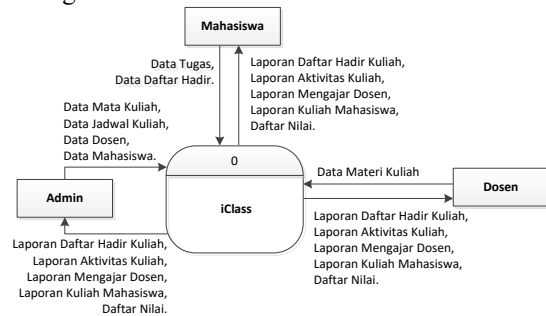 Mahasiswa
Data Tugas,
Data Daftar Hadir.
Laporan Daftar Hadir Kuliah,
Laporan Aktivitas Kuliah,
Laporan Mengajar Dosen,
Laporan Kuliah Mahasiswa,
Daftar Nilai.
Data Mata Kuliah,
Data Jadwal Kuliah,
Data Dosen,
Data Mahasiswa.
0
iClass
Admin
Data Materi Kuliah
Dosen
Laporan Daftar Hadir Kuliah,
Laporan Aktivitas Kuliah,
Laporan Mengajar Dosen,
Laporan Kuliah Mahasiswa,
Daftar Nilai.
Laporan Daftar Hadir Kuliah,
Laporan Aktivitas Kuliah,
Laporan Mengajar Dosen,
Laporan Kuliah Mahasiswa,
Daftar Nilai.